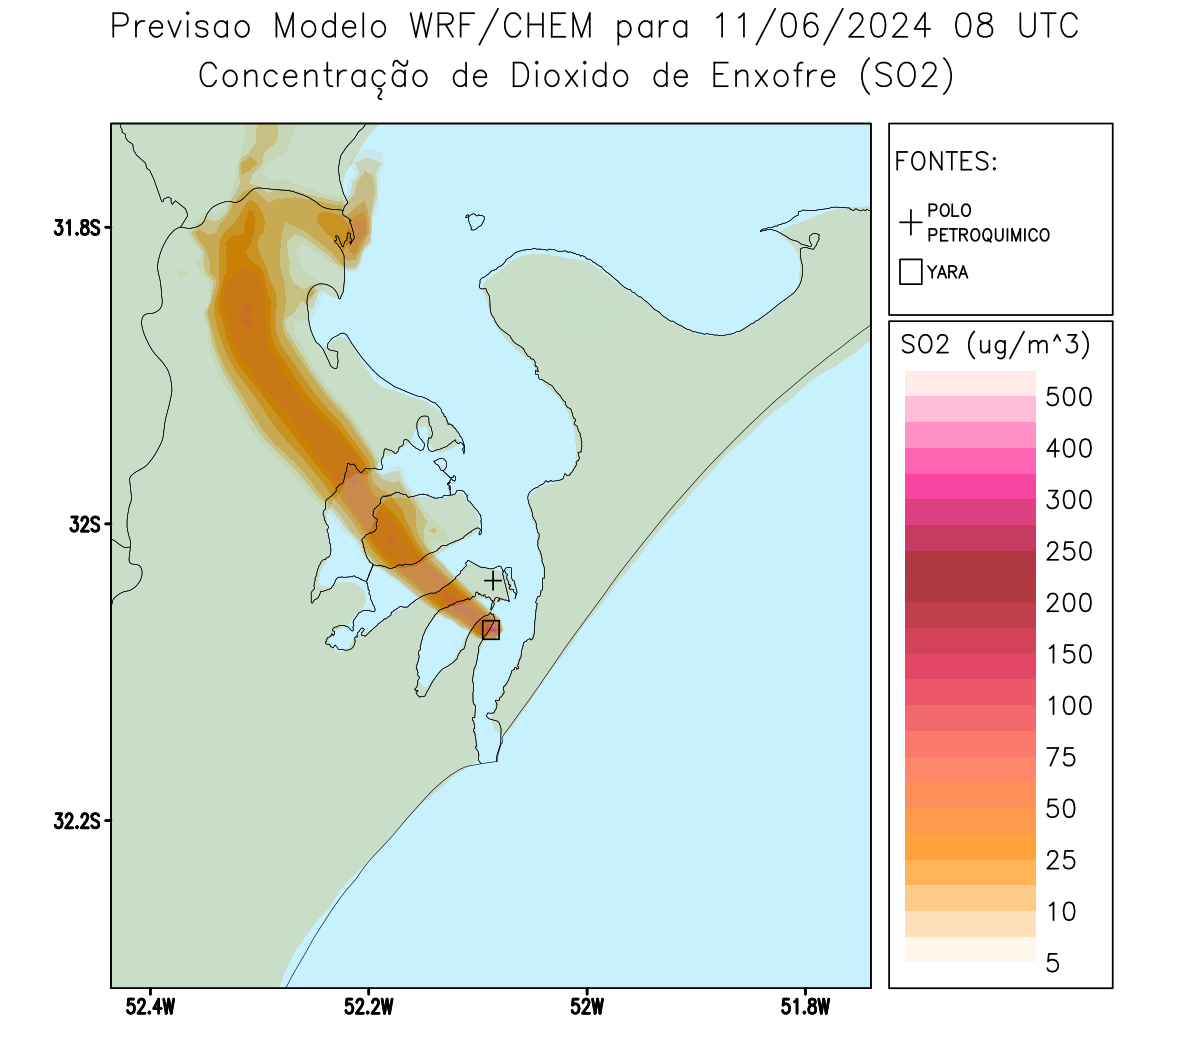 Previsao Modelo WRF/CHEM para 11/06/2024 08 UTC
Concentração de Dioxido de Enxofre (SO2)
FONTES:
POLO
PETROQUIMICO
YARA
SO2 (ug/m^3)
500
400
300
250
200
150
100
75
50
25
10
5
31.8S
32S
32.2S
52.4W
52.2W
52W
51.8W